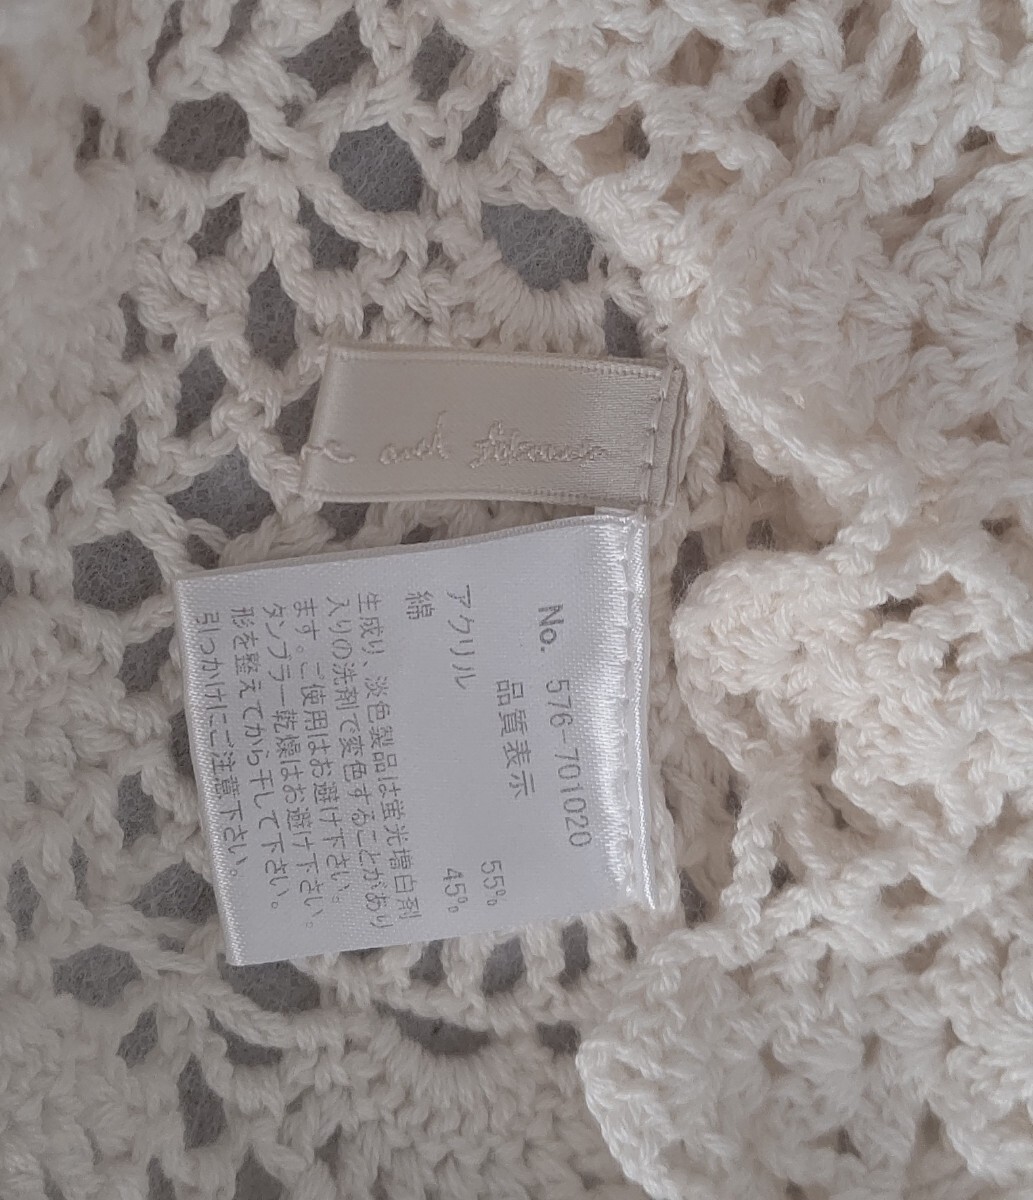 and
No. 576-701020
品質表示
アクリル 55%
綿 45%
生成り、淡色製品は蛍光増白剤
入りの洗剤で変色することがあり
ます。ご使用はお避け下さい。
タンブラー乾燥はお避け下さい。
形を整えてから干して下さい。
引っかけにご注意下さい。